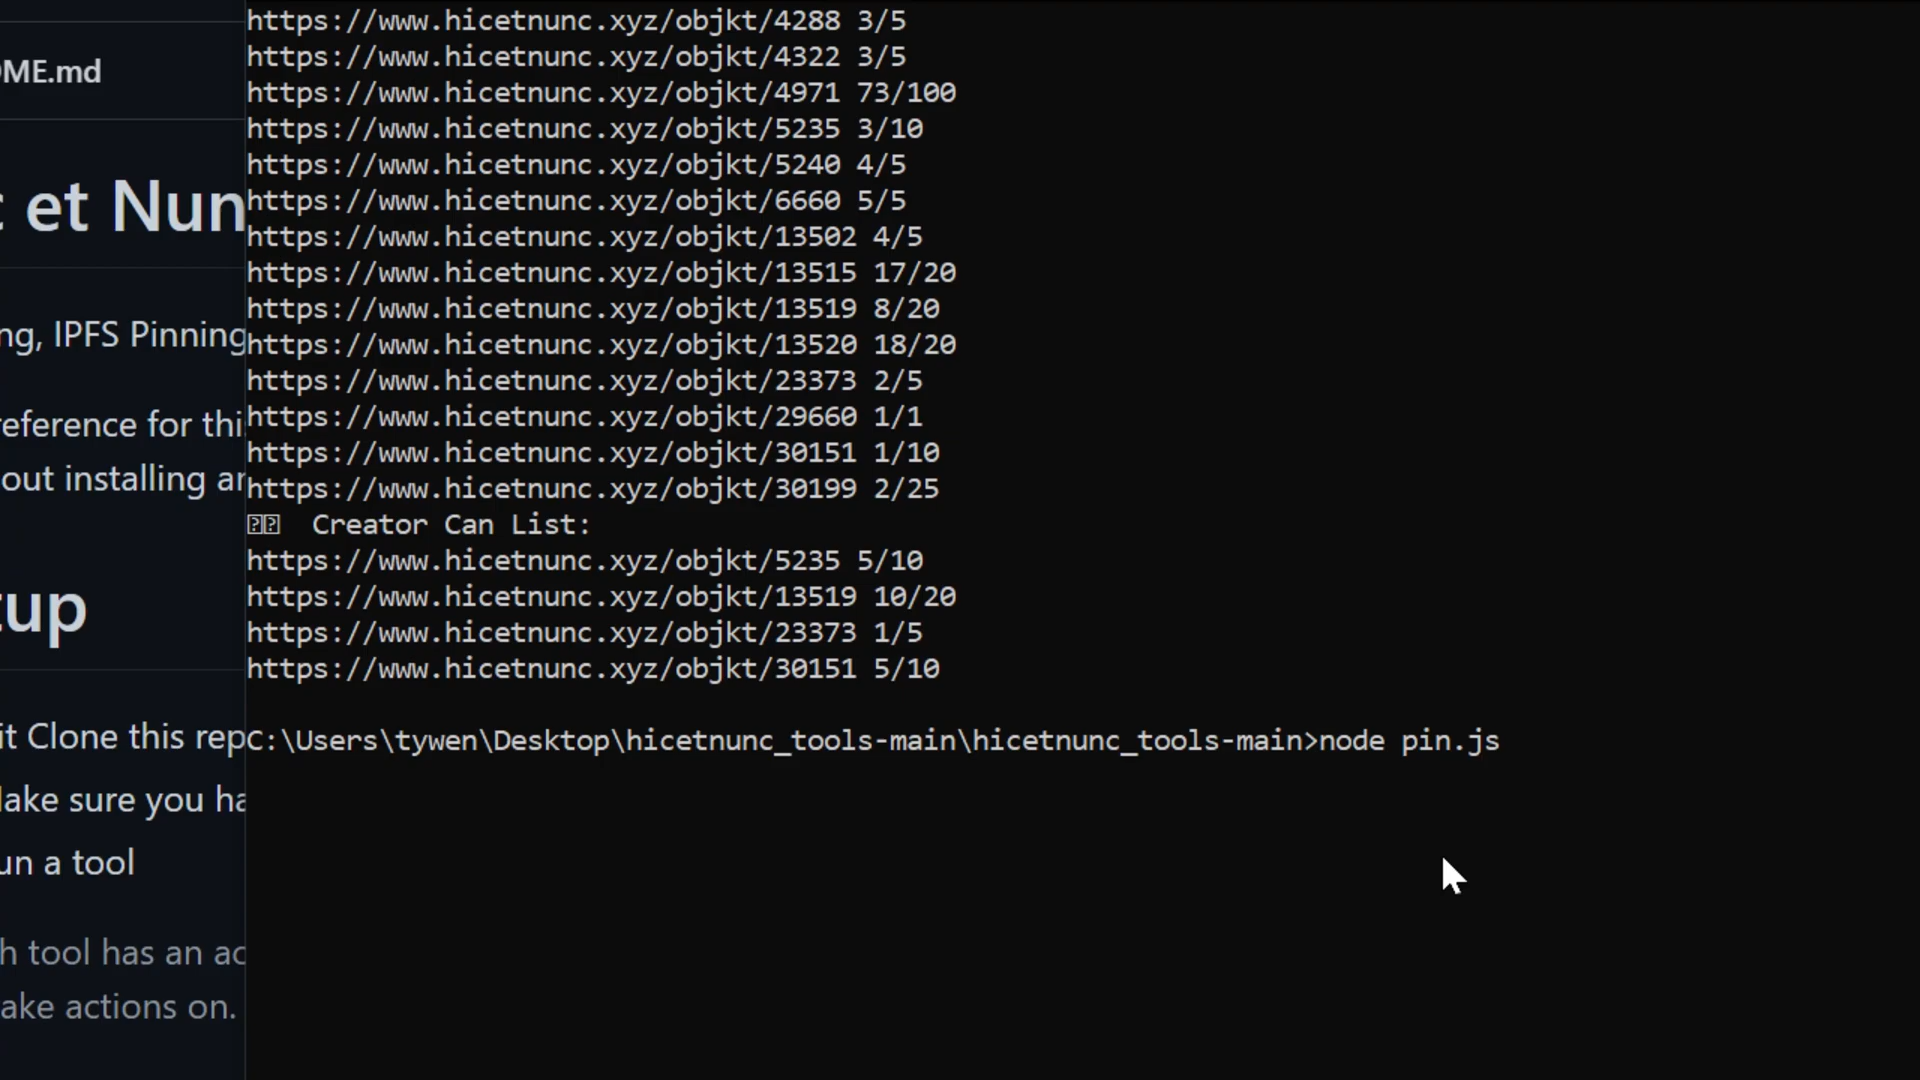 ME.md
et Nun
ng, IPFS Pinning
eference for thi
out installing ar
tup
it Clone this rep
ake sure you ha
un a tool
h tool has an ac
ake actions on.
https://www.hicetnunc.xyz/objkt/4288 3/5
https://www.hicetnunc.xyz/objkt/4322 3/5
https://www.hicetnunc.xyz/objkt/4971 73/100
https://www.hicetnunc.xyz/objkt/5235 3/10
https://www.hicetnunc.xyz/objkt/5240 4/5
https://www.hicetnunc.xyz/objkt/6660 5/5
https://www.hicetnunc.xyz/objkt/13502 4/5
https://www.hicetnunc.xyz/objkt/13515 17/20
https://www.hicetnunc.xyz/objkt/13519 8/20
https://www.hicetnunc.xyz/objkt/13520 18/20
https://www.hicetnunc.xyz/objkt/23373 2/5
https://www.hicetnunc.xyz/objkt/29660 1/1
https://www.hicetnunc.xyz/objkt/30151 1/10
https://www.hicetnunc.xyz/objkt/30199 2/25
Creator Can List:
https://www.hicetnunc.xyz/objkt/5235 5/10
https://www.hicetnunc.xyz/objkt/13519 10/20
https://www.hicetnunc.xyz/objkt/23373 1/5
https://www.hicetnunc.xyz/objkt/30151 5/10
C:\Users\tywen\Desktop\hicetnunc_tools-main\hicetnunc_tools-main>node pin.js